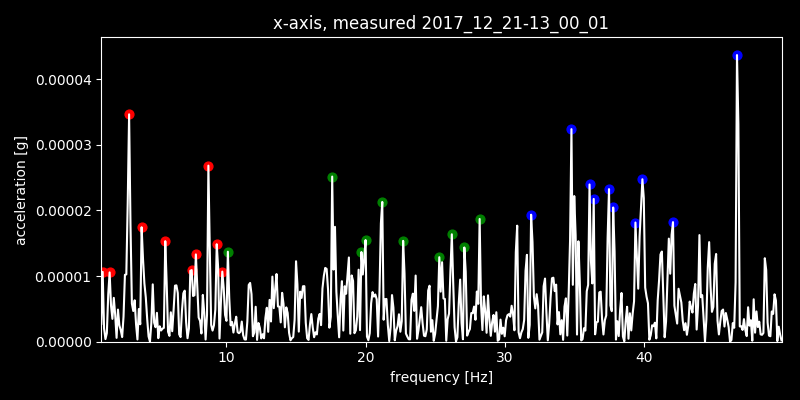 x-axis, measured 2017_12_21-13_00_01
acceleration [g]
0.00004
0.00003
0.00002
0.00001
0.00000
10 20 30 40
frequency [Hz]